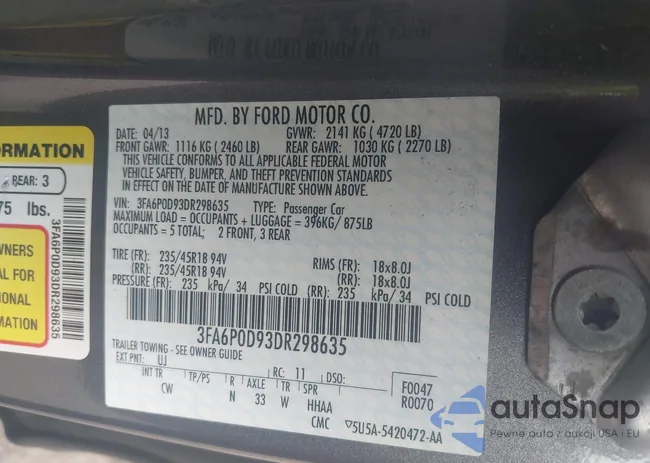 MFD. BY FORD MOTOR CO.
DATE: 04/13 GVWR: 2141 KG ( 4720 LB)
FRONT GAWR: 1116 KG ( 2460 LB) REAR GAWR: 1030 KG ( 2270 LB)
THIS VEHICLE CONFORMS TO ALL APPLICABLE FEDERAL MOTOR
VEHICLE SAFETY, BUMPER, AND THEFT PREVENTION STANDARDS
IN EFFECT ON THE DATE OF MANUFACTURE SHOWN ABOVE.
VIN: 3FA6P0D93DR298635 TYPE: Passenger Car
MAXIMUM LOAD = OCCUPANTS + LUGGAGE = 396KG/ 875LB
OCCUPANTS = 5 TOTAL; 2 FRONT, 3 REAR
TIRE (FR): 235/45R18 94V RIMS (FR): 18x8.0J
(RR): 235/45R18 94V (RR): 18x8.0J
PRESSURE (FR): 235 kPa/ 34 PSI COLD (RR): 235 kPa/ 34 PSI COLD
3FA6P0D93DR298635
TRAILER TOWING - SEE OWNER GUIDE
EXT PNT: UJ RC: 11 DSO:
INT TR TP/PS R AXLE TR SPR F0047
CW N 33 W HHAA R0070
CMC 5U5A-5420472-AA
ORMATION
REAR: 3
75 lbs.
WNERS
AL FOR
IONAL
MATION
3FA6P0D93DR298635
autoSnap
Pewne auta z aukcji USA i EU